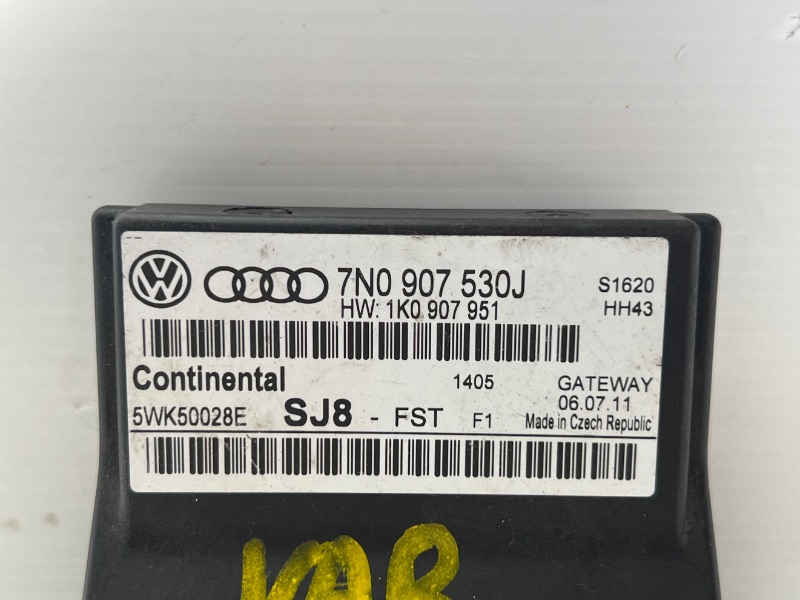 7N0 907 530J S1620
HW: 1K0 907 951 HH43
Continental 1405 GATEWAY
06.07.11
5WK50028E SJ8 - FST F1 Made in Czech Republic